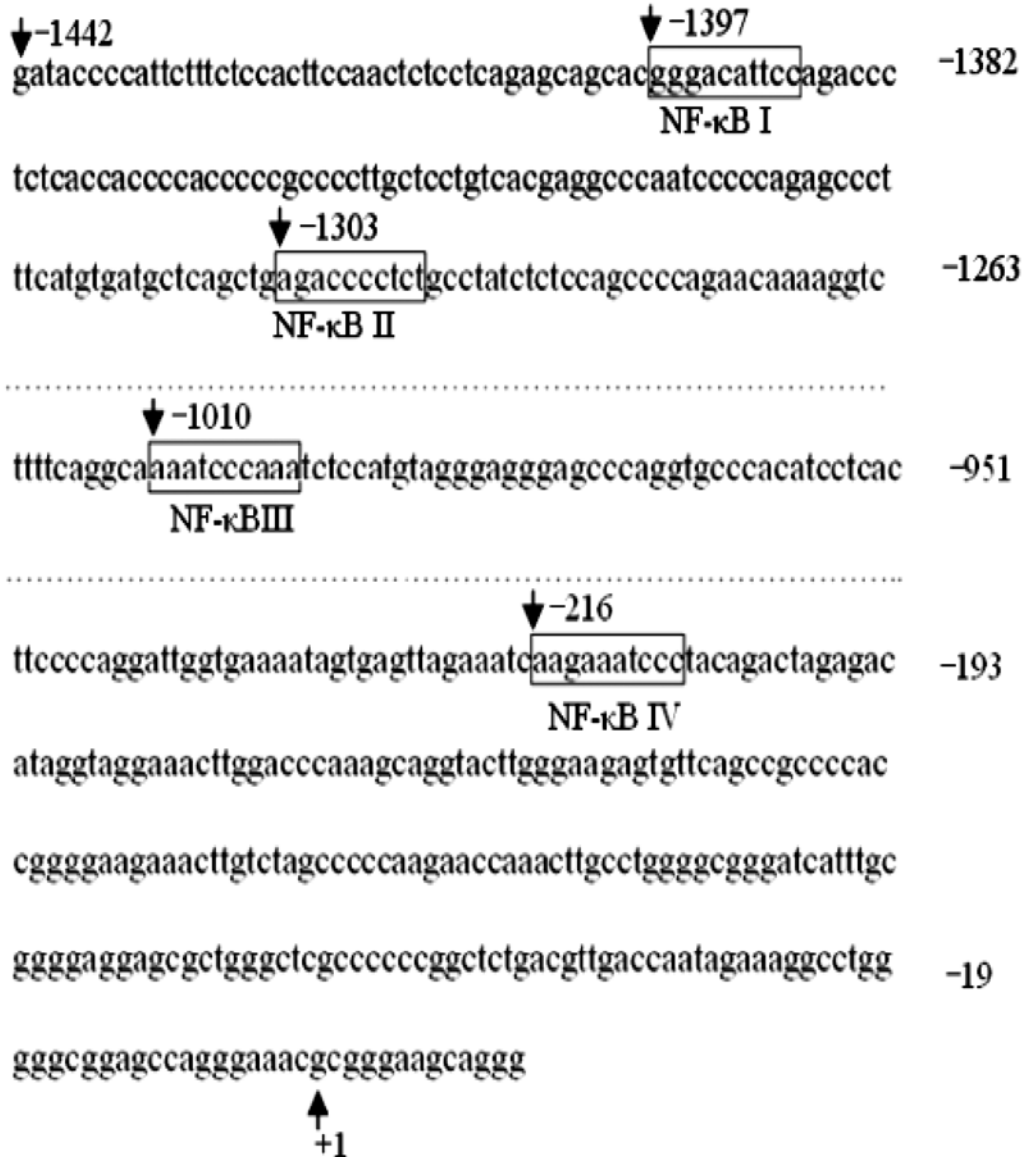 -1442 -1397
gataccccattctttctccacttccaactctcctcagagcagcacgggacattccagaccc -1382
NF-κB I
tctcaccaccccacccccgccccttgctcctgtcacgaggcccaatcccccagagccct
-1303
ttcatgtgatgctcagctgagacccctctgcctatctctccagccccagaacaaaaggtc -1263
NF-κB II
-1010
ttttcaggcaaaatcccaaatctccatgtagggagggagcccaggtgcccacatcctcac -951
NF-κBIII
-216
ttccccaggattggtgaaaatagtgagttagaaatcaagaaatccctacagactagagac -193
NF-κB IV
ataggtaggaaacttggacccaaagcaggtacttgggaagagtgttcagccgccccac
cggggaagaaacttgtctagcccccaagaaccaaacttgcctggggcgggatcatttgc
ggggaggagcgctgggctcgccccccggctctgacgttgaccaatagaaaggcctgg -19
gggcggagccagggaaacgcgggaagcaggg
+1